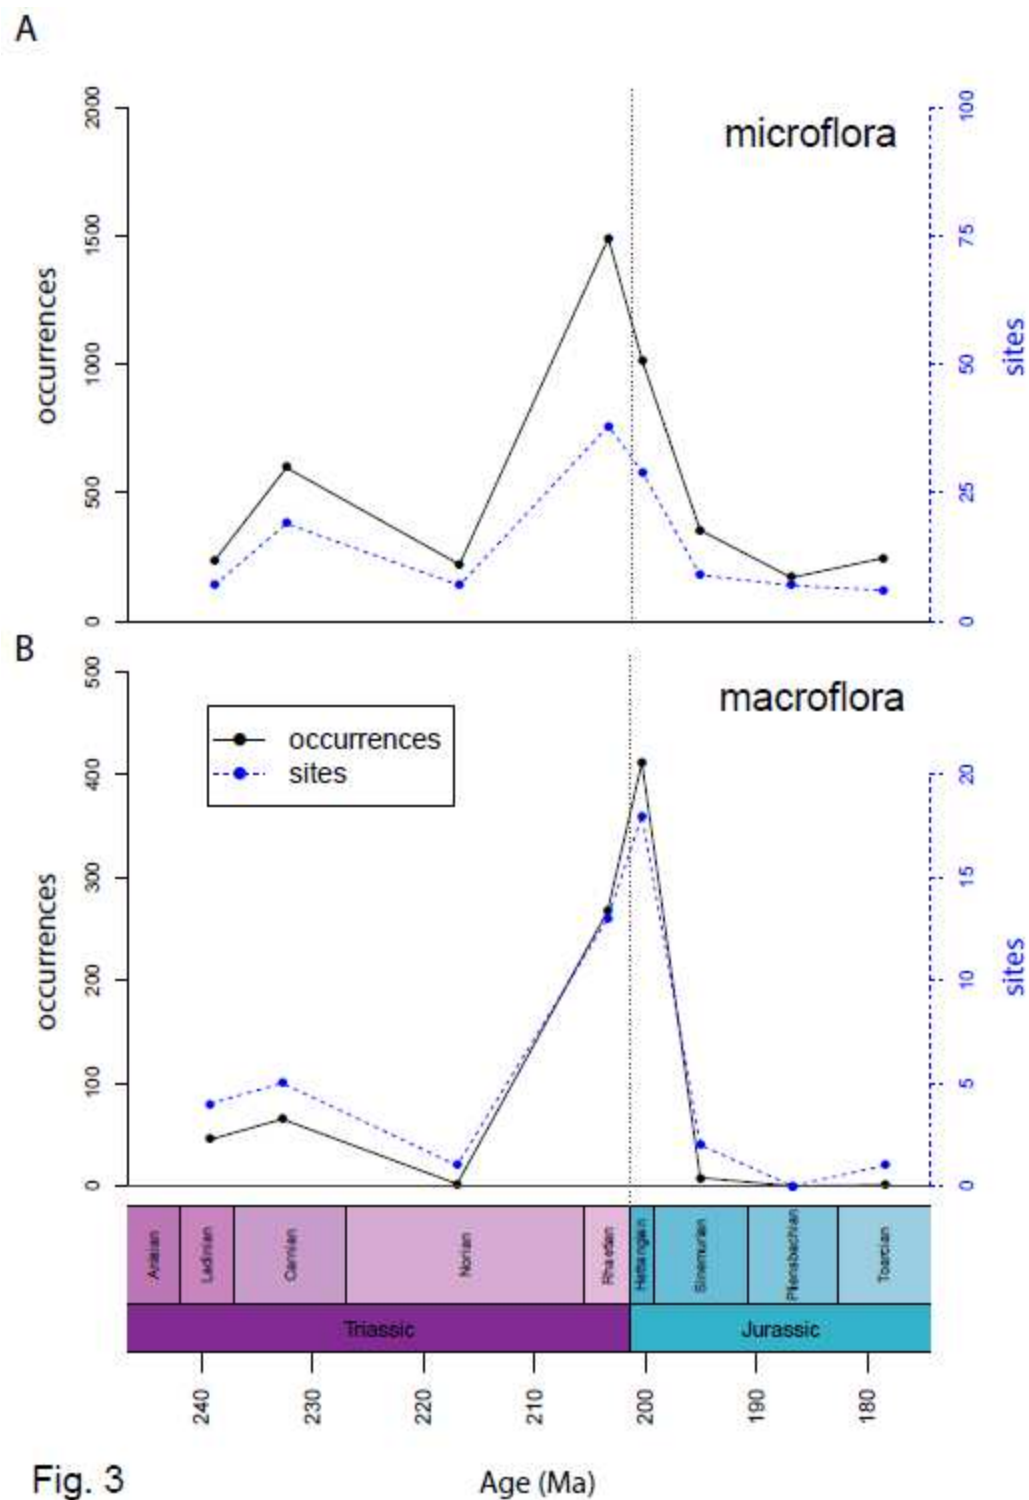 A
microflora
2000
1500
1000
500
0
occurrences
100
75
50
25
0
sites
B
macroflora
occurrences
sites
500
400
300
200
100
0
occurrences
20
15
10
5
0
sites
Anisian
Ladinian
Carnian
Norian
Rhaetian
Hettangian
Sinemurian
Pliensbachian
Toarcian
Triassic
Jurassic
240
230
220
210
200
190
180
Fig. 3
Age (Ma)